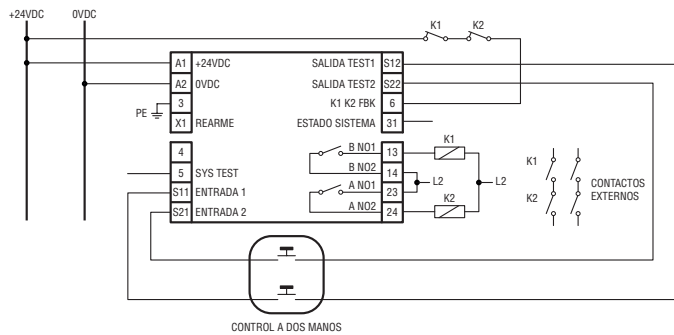 +24VDC 0VDC
K1 K2
A1 +24VDC SALIDA TEST1 S12
A2 0VDC SALIDA TEST2 S22
PE 3 K1 K2 FBK 6
X1 REARME ESTADO SISTEMA 31
4 B NO1 13 K1
5 SYS TEST B NO2 14 L2 L2
S11 ENTRADA 1 A NO1 23
S21 ENTRADA 2 A NO2 24 K2
K1
K2
CONTACTOS
EXTERNOS
CONTROL A DOS MANOS